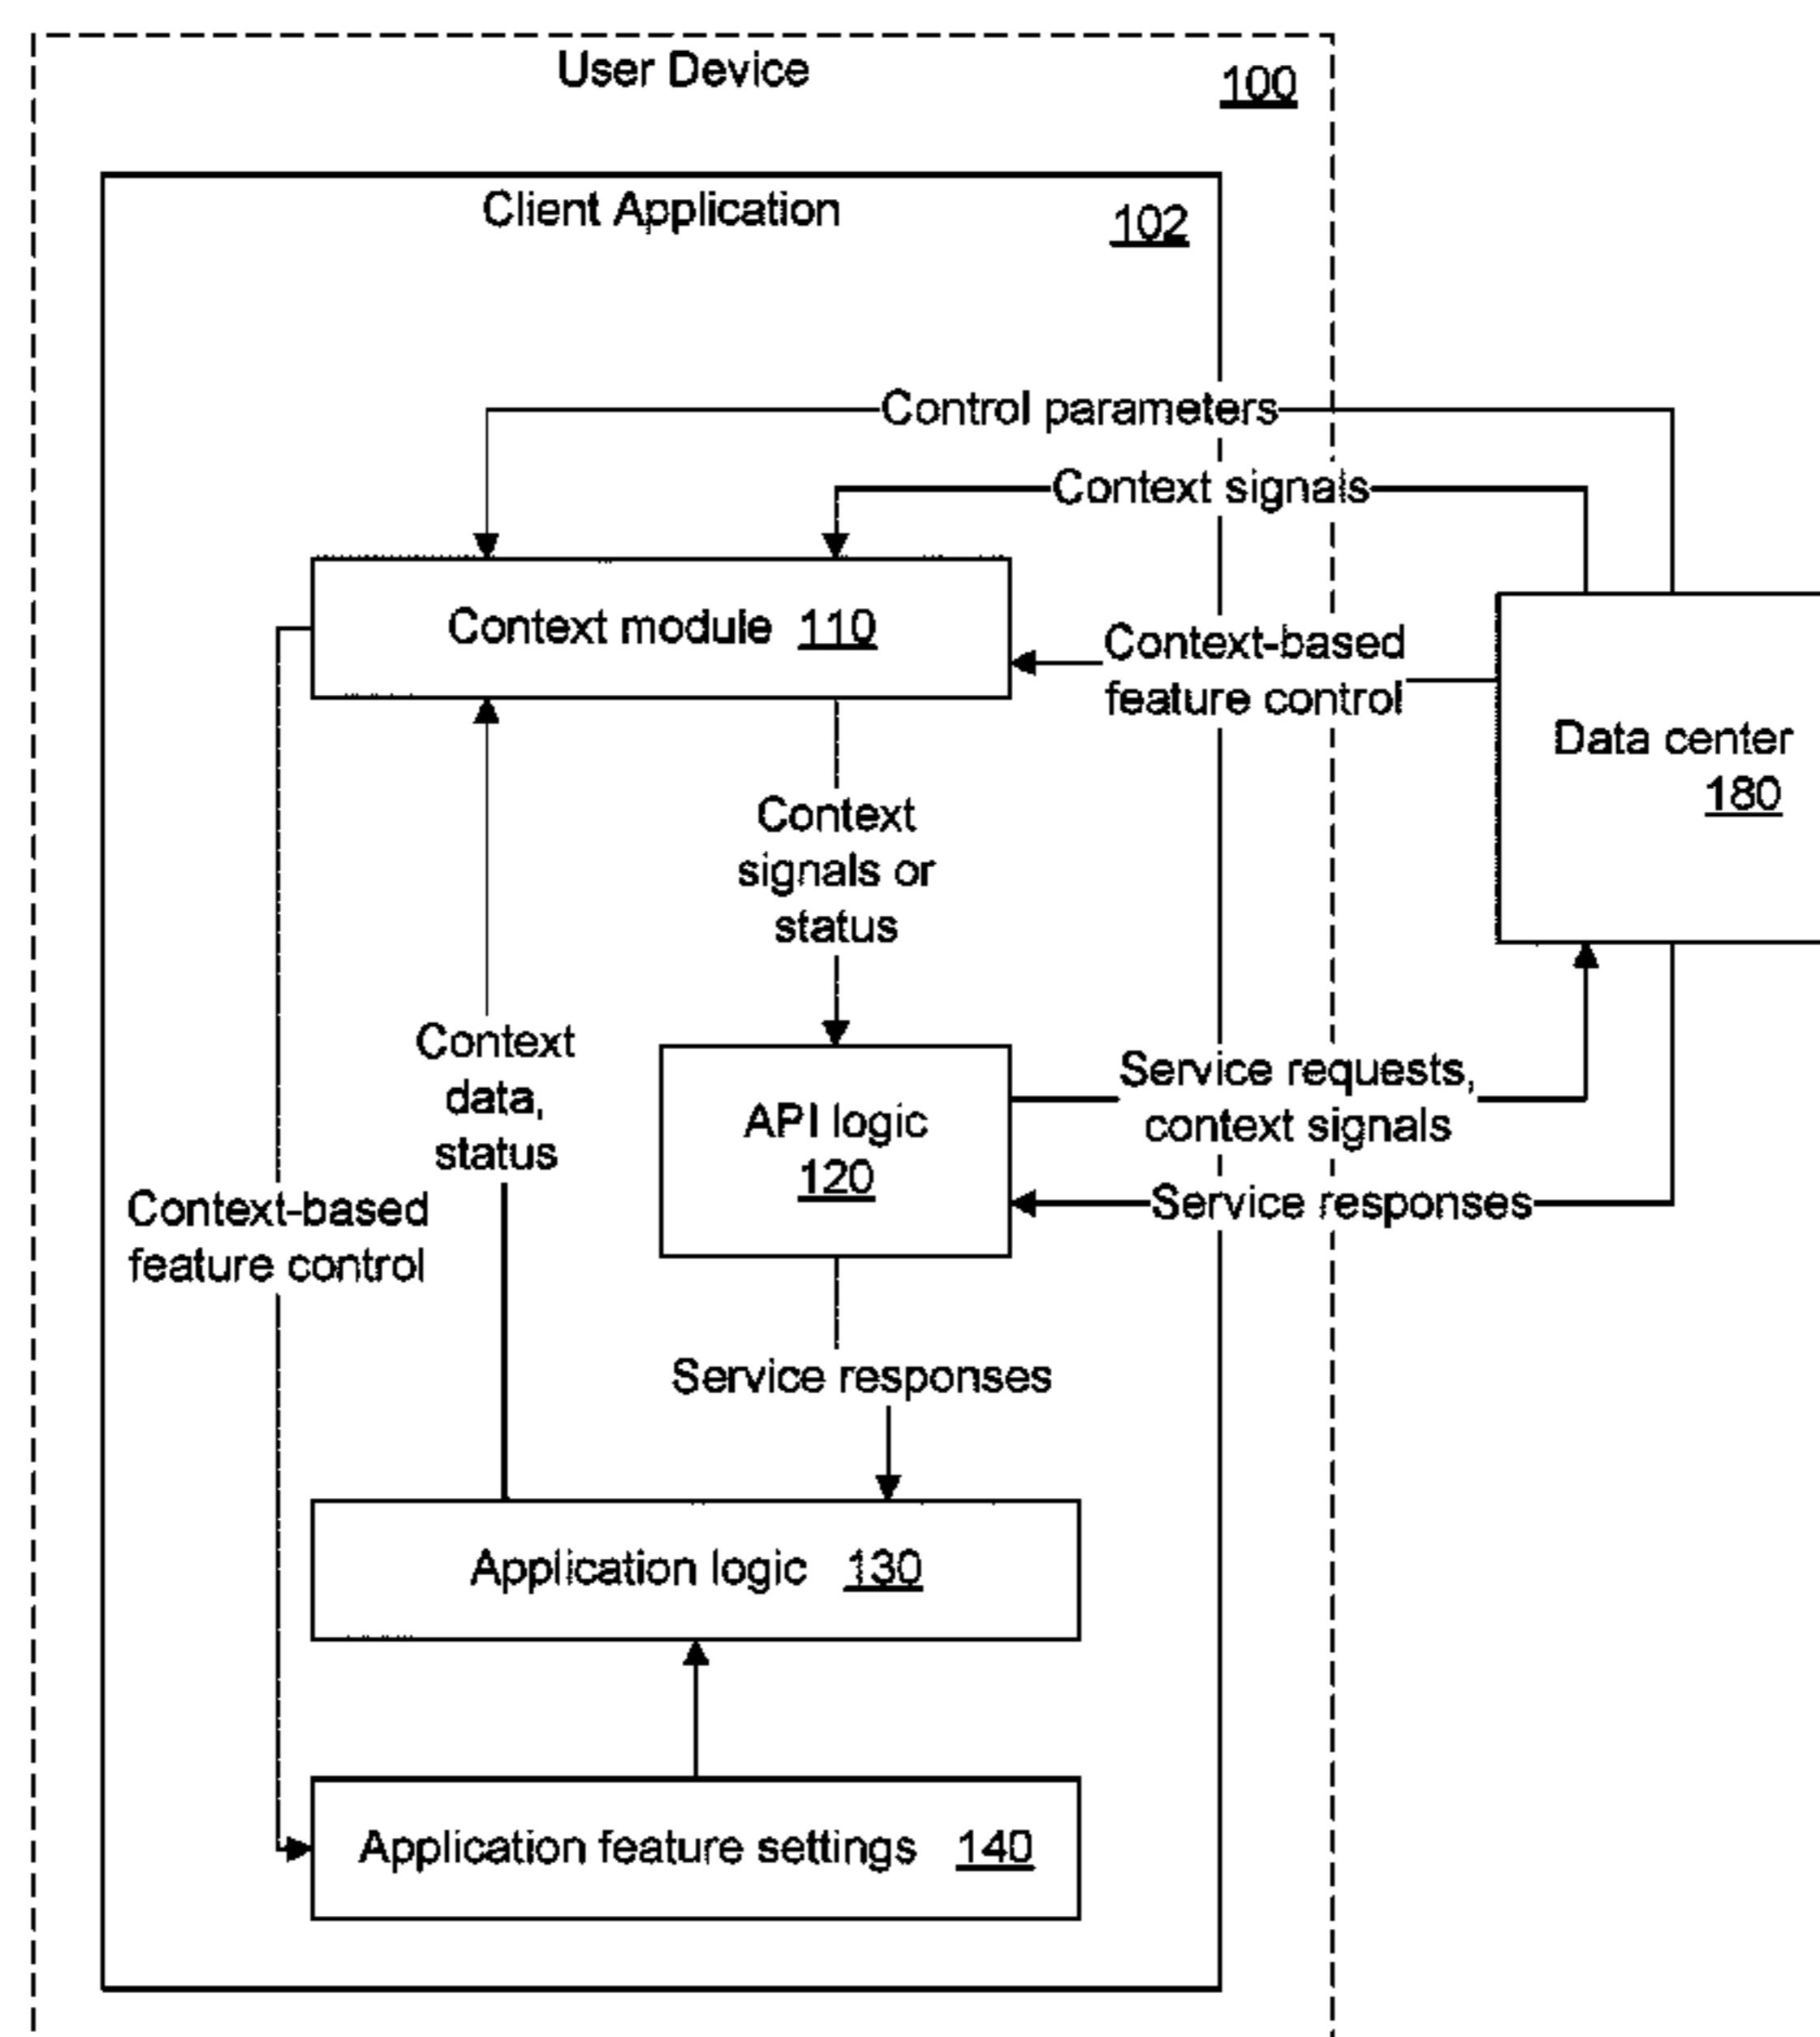 User Device
100
Client Application
102
Control parameters
Context signals
Context module 110
Context-based
feature control
Data center
180
Context
signals or
status
Context
data,
status
API logic
120
Service requests,
context signals
Service responses
Context-based
feature control
Service responses
Application logic 130
Application feature settings 140